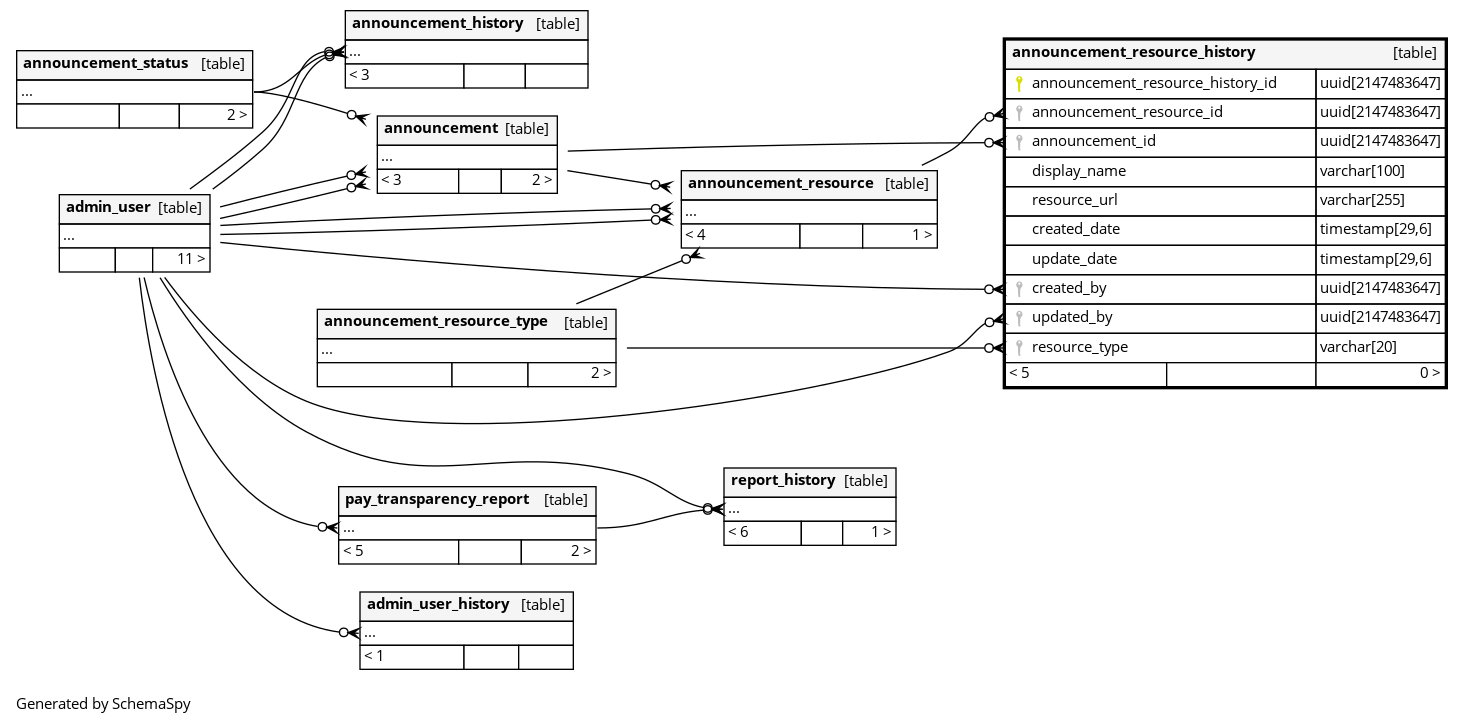 announcement_history [table]
...
< 3
announcement_status [table]
...
2 >
announcement [table]
...
< 3 2 >
announcement_resource [table]
...
< 4 1 >
admin_user [table]
...
11 >
announcement_resource_type [table]
...
2 >
announcement_resource_history [table]
announcement_resource_history_id uuid[2147483647]
announcement_resource_id uuid[2147483647]
announcement_id uuid[2147483647]
display_name varchar[100]
resource_url varchar[255]
created_date timestamp[29,6]
update_date timestamp[29,6]
created_by uuid[2147483647]
updated_by uuid[2147483647]
resource_type varchar[20]
< 5 0 >
pay_transparency_report [table]
...
< 5 2 >
report_history [table]
...
< 6 1 >
admin_user_history [table]
...
< 1
Generated by SchemaSpy